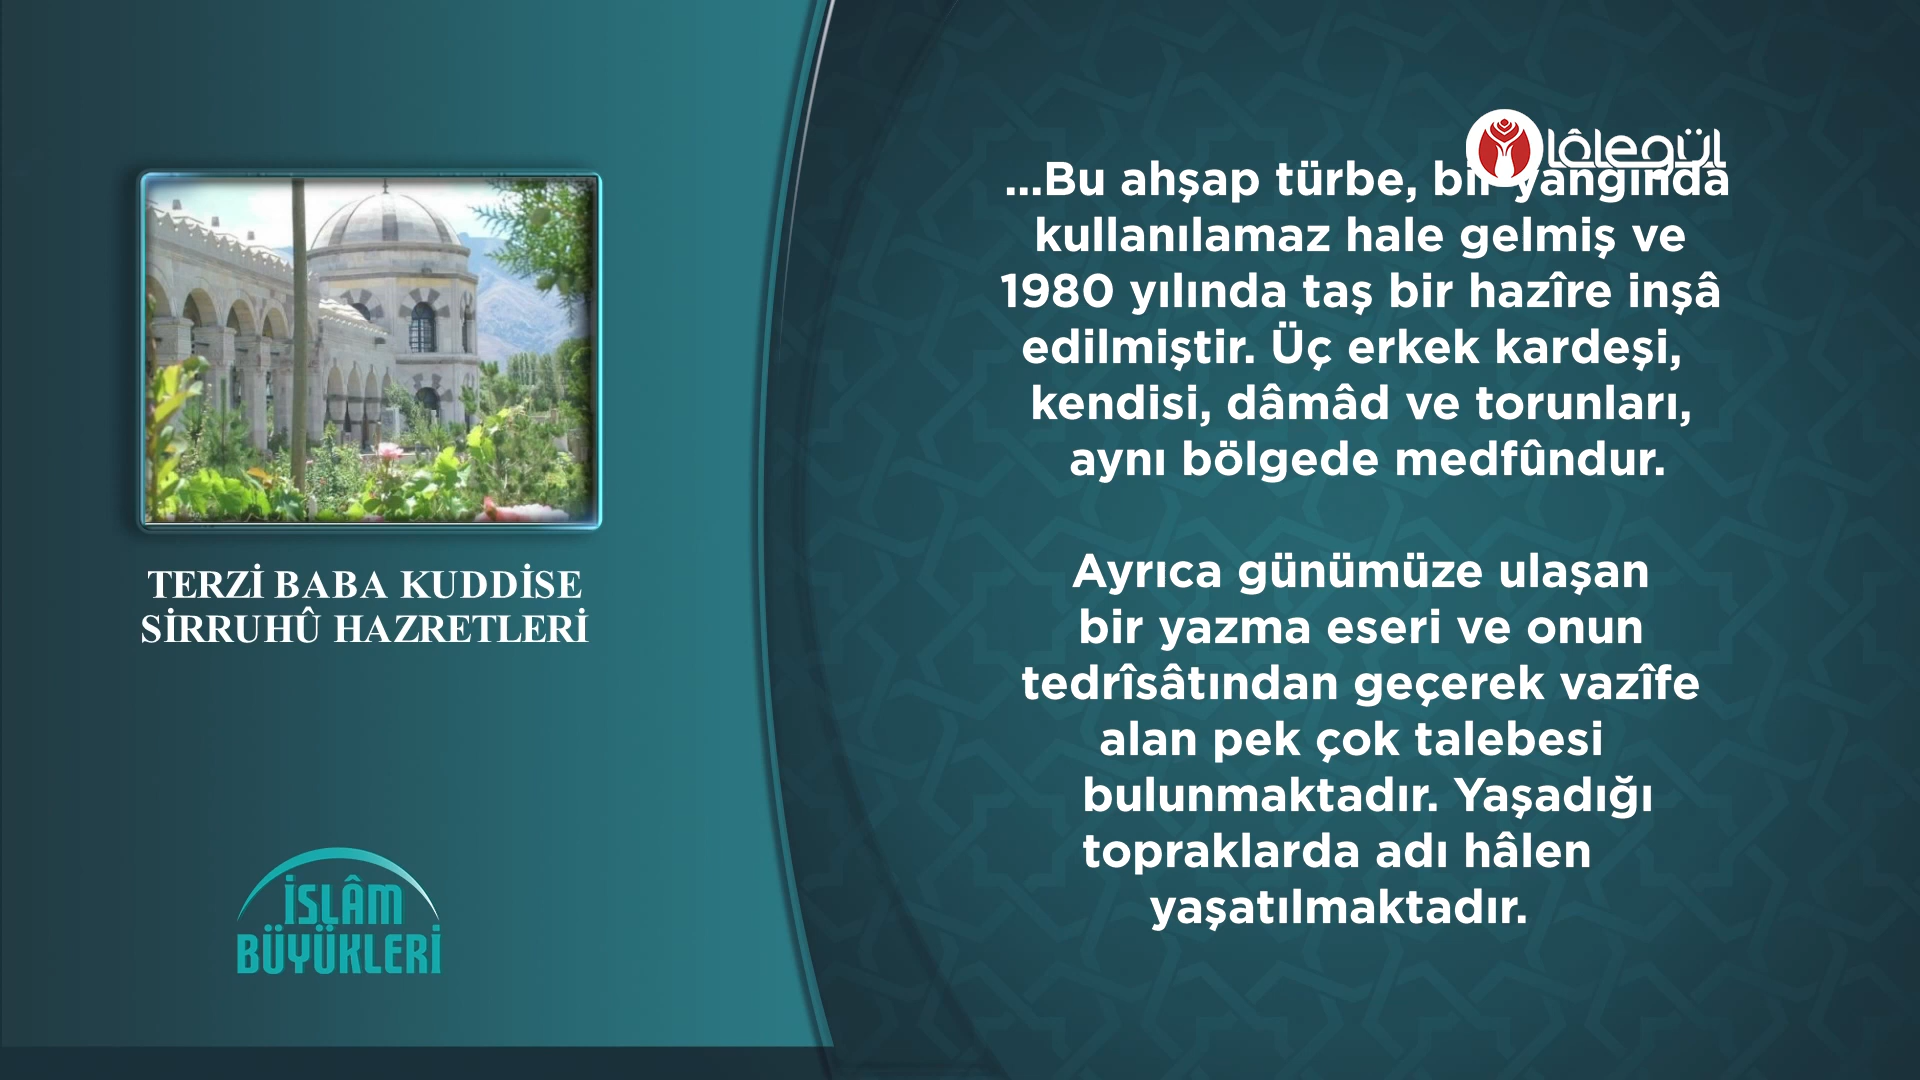 TERZİ BABA KUDDİSE
SİRRUHÛ HAZRETLERİ
İSLÂM
BÜYÜKLERİ
lâlegül
...Bu ahşap türbe, bir yangında
kullanılamaz hale gelmiş ve
1980 yılında taş bir hazîre inşâ
edilmiştir. Üç erkek kardeşi,
kendisi, dâmâd ve torunları,
aynı bölgede medfûndur.
Ayrıca günümüze ulaşan
bir yazma eseri ve onun
tedrîsâtından geçerek vazîfe
alan pek çok talebesi
bulunmaktadır. Yaşadığı
topraklarda adı hâlen
yaşatılmaktadır.